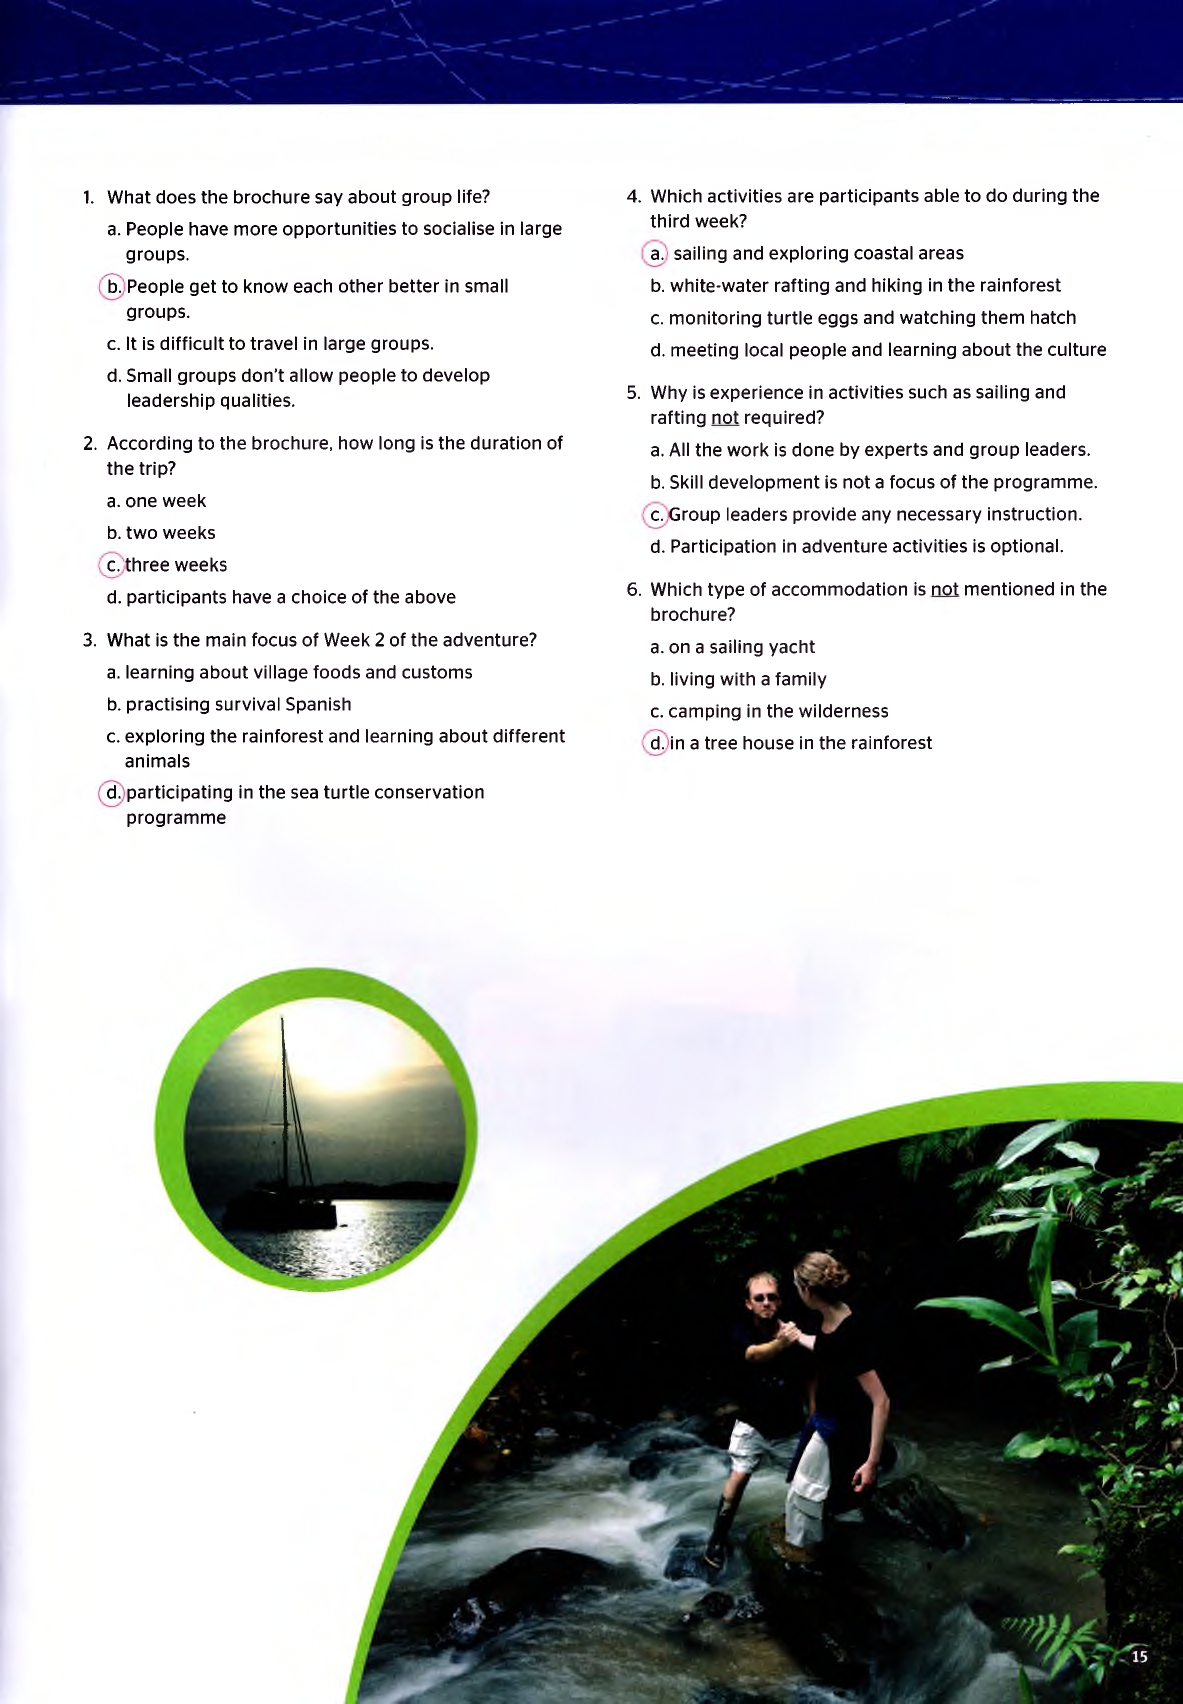 1. What does the brochure say about group life?
a. People have more opportunities to socialise in large
groups.
b. People get to know each other better in small
groups.
c. It is difficult to travel in large groups.
d. Small groups don't allow people to develop
leadership qualities.
2. According to the brochure, how long is the duration of
the trip?
a. one week
b. two weeks
c. three weeks
d. participants have a choice of the above
3. What is the main focus of Week 2 of the adventure?
a. learning about village foods and customs
b. practising survival Spanish
c. exploring the rainforest and learning about different
animals
d. participating in the sea turtle conservation
programme
4. Which activities are participants able to do during the
third week?
a. sailing and exploring coastal areas
b. white-water rafting and hiking in the rainforest
c. monitoring turtle eggs and watching them hatch
d. meeting local people and learning about the culture
5. Why is experience in activities such as sailing and
rafting not required?
a. All the work is done by experts and group leaders.
b. Skill development is not a focus of the programme.
c. Group leaders provide any necessary instruction.
d. Participation in adventure activities is optional.
6. Which type of accommodation is not mentioned in the
brochure?
a. on a sailing yacht
b. living with a family
c. camping in the wilderness
d. in a tree house in the rainforest
15